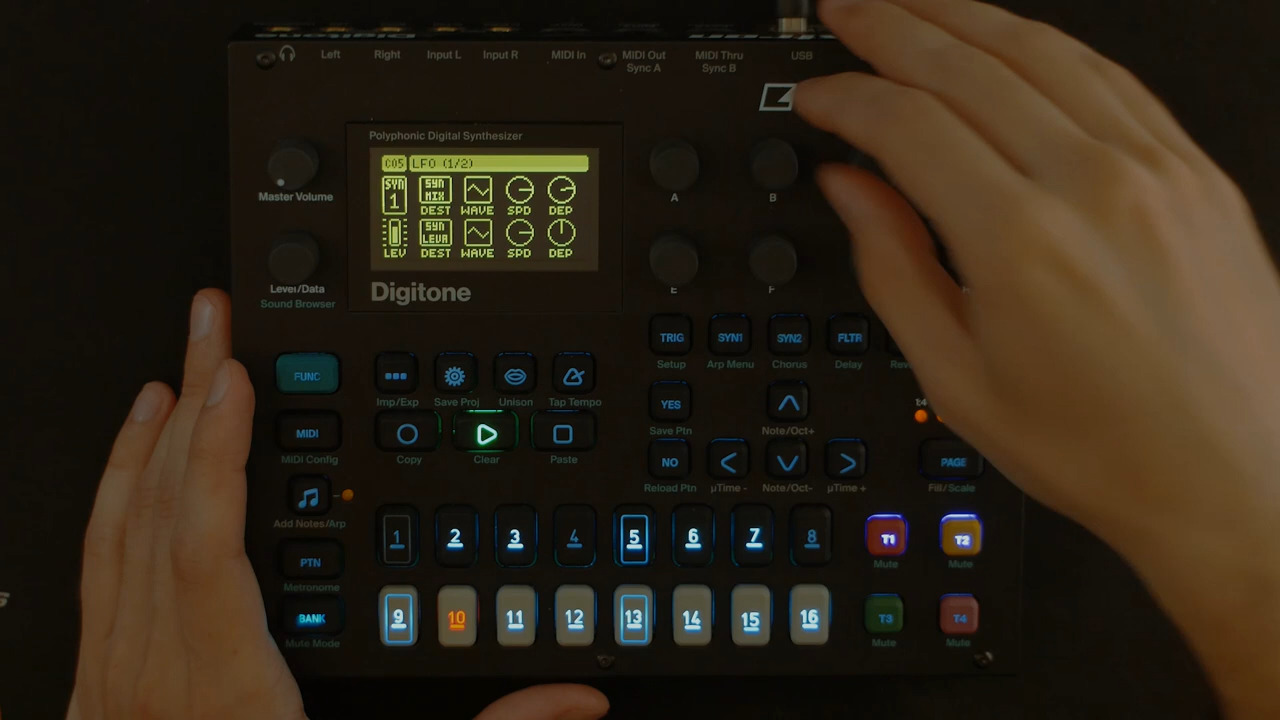 Left Right Input L Input R MIDI In MIDI Out MIDI Thru USB
Sync A Sync B
Polyphonic Digital Synthesizer
C05 LFO (1/2)
SYN 1 SYN MIX
DEST WAVE SPD DEP
SYN LEVA
LEV DEST WAVE SPD DEP
Digitone
Master Volume
Level/Data
Sound Browser
A B
E F
TRIG SYN1 SYN2 FLTR
Setup Arp Menu Chorus Delay
FUNC
Imp/Exp Save Proj Unison Tap Tempo
YES
Save Ptn Note/Oct+
MIDI
MIDI Config
Copy Clear Paste
NO PAGE
Reload Ptn μTime - Note/Oct- μTime + Fill/Scale
1:4
Add Notes/Arp
PTN
Metronome
BANK
Mute Mode
1 2 3 4 5 6 7 8 T1 T2
Mute Mute
9 10 11 12 13 14 15 16 T3 T4
Mute Mute